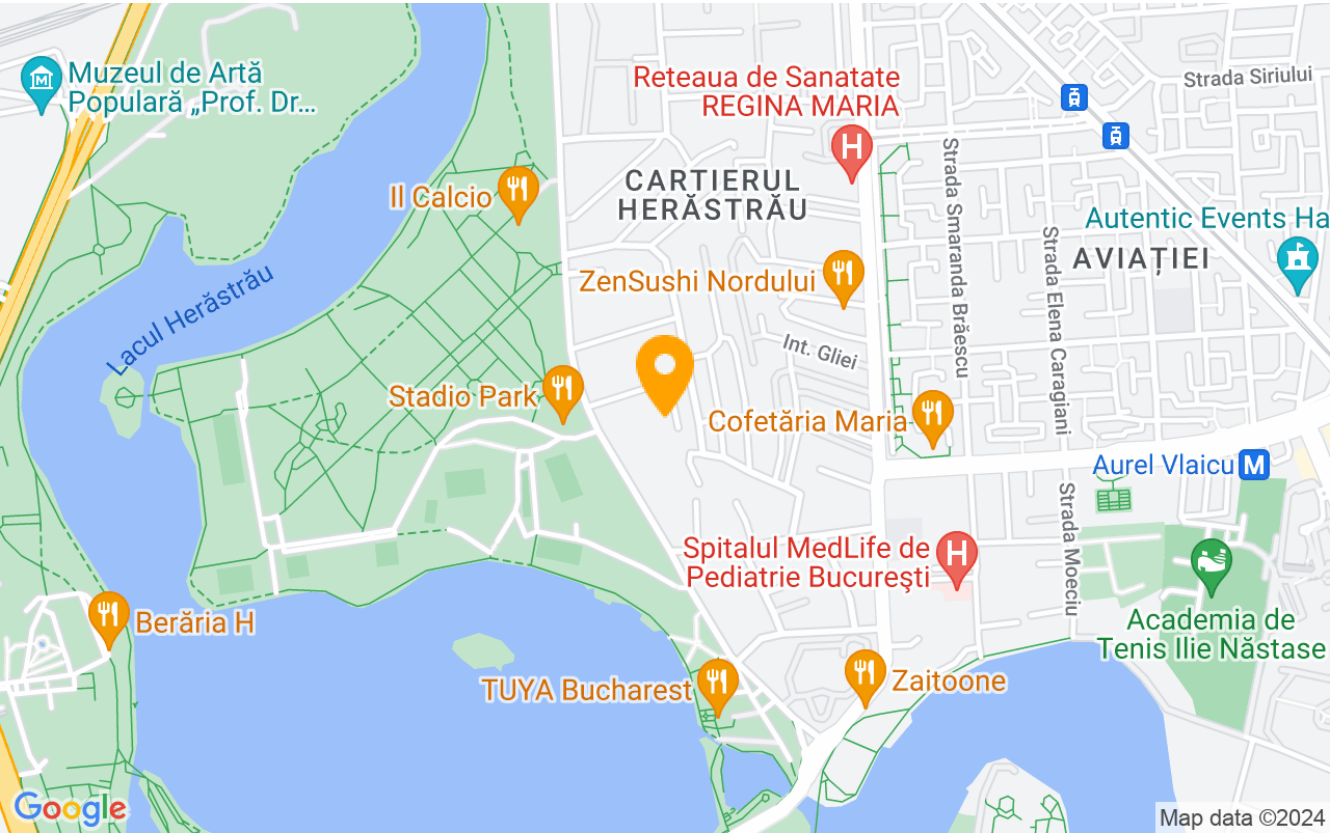 Muzeul de Artă
Populară „Prof. Dr...
Reteaua de Sanatate
REGINA MARIA
Strada Siriului
Il Calcio
CARTIERUL
HERĂSTRĂU
Strada Smaranda Brăescu
Autentic Events Ha
Strada Elena Caragiani
AVIAȚIEI
ZenSushi Nordului
Lacul Herăstrău
Int. Gliei
Stadio Park
Cofetăria Maria
Aurel Vlaicu
M
Strada Moeciu
Spitalul MedLife de
Pediatrie Bucureşti
H
H
Academia de
Tenis Ilie Năstase
Berăria H
TUYA Bucharest
Zaitoone
Google
Map data ©2024